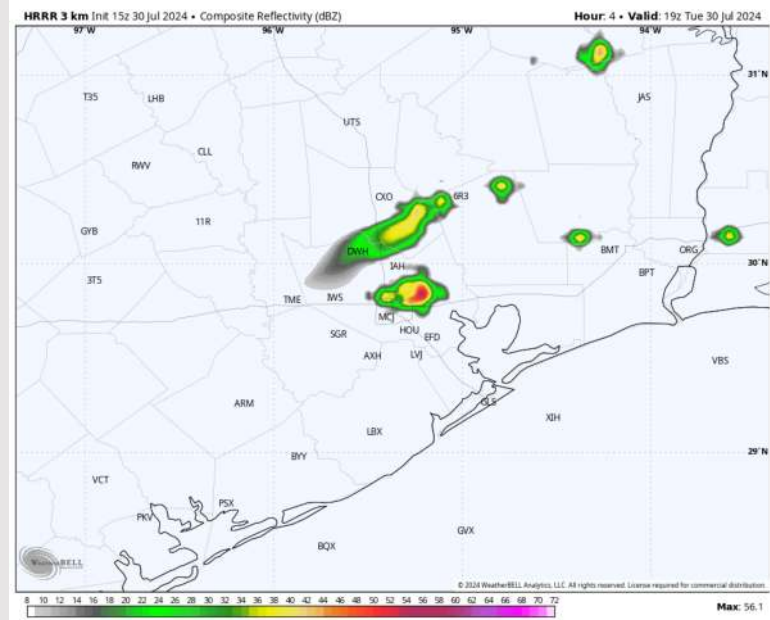 HRRR 3 km Init 15z 30 Jul 2024 • Composite Reflectivity (dBZ) Hour: 4 • Valid: 19z Tue 30 Jul 2024
97°W 96°W 95°W 94°W
31°N
T35 LHB JAS
UTS
CLL
RWV
CXO 6R3
11R
GYB
DWH BMT ORG
30°N
IAH
3T5 BPT
TME IWS
MCJ
SGR HOU EFD
AXH LVJ VBS
ARM GLS
XIH
LBX
29°N
BYY
VCT
PSX
PKV
GVX
BQX
WeatherBELL
© 2024 WeatherBELL Analytics, LLC. All rights reserved. License required for commercial distribution.
8 10 12 14 16 18 20 22 24 26 28 30 32 34 36 38 40 42 44 46 48 50 52 54 56 58 60 62 64 66 68 70 72
Max: 56.1